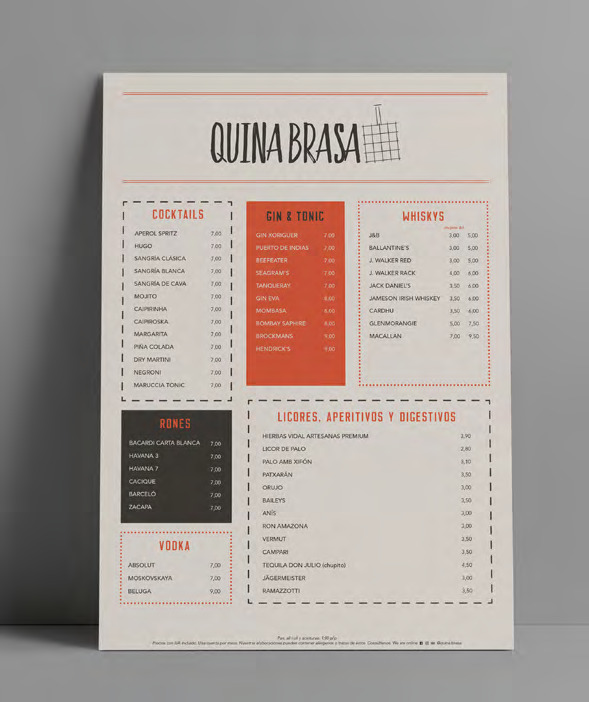 QUINA BRASA
COCKTAILS
APEROL SPRITZ 7,00
HUGO 7,00
SANGRÍA CLÁSICA 7,00
SANGRÍA BLANCA 7,00
SANGRÍA DE CAVA 7,00
MOJITO 7,00
CAIPIRINHA 7,00
CAIPIROSKA 7,00
MARGARITA 7,00
PIÑA COLADA 7,00
DRY MARTINI 7,00
NEGRONI 7,00
MARUCCIA TONIC 7,00
GIN & TONIC
GIN XORIGUER 7,00
PUERTO DE INDIAS 7,00
BEEFEATER 7,00
SEAGRAM'S 7,00
TANQUERAY 7,00
GIN EVA 8,00
MOMBASA 8,00
BOMBAY SAPHIRE 8,00
BROCKMANS 9,00
HENDRICK'S 9,00
WHISKYS
J&B 3,00 5,00
BALLANTINE'S 3,00 5,00
J. WALKER RED 3,00 5,00
J. WALKER BACK 4,00 6,00
JACK DANIEL'S 3,50 6,00
JAMESON IRISH WHISKEY 3,50 6,00
CARDHU 3,50 6,00
GLENMORANGIE 5,00 7,50
MACALLAN 7,00 9,50
RONES
BACARDI CARTA BLANCA 7,00
HAVANA 3 7,00
HAVANA 7 7,00
CACIQUE 7,00
BARCELÓ 7,00
ZACAPA 7,00
VODKA
ABSOLUT 7,00
MOSKOVSKAYA 7,00
BELUGA 9,00
LICORES, APERITIVOS Y DIGESTIVOS
HIERBAS VIDAL ARTESANAS PREMIUM 3,90
LICOR DE PALO 2,80
PALO AMB XIFÓN 3,10
PATXARÁN 3,50
ORUJO 3,00
BAILEYS 3,50
ANÍS 3,00
RON AMAZONA 3,00
VERMUT 3,50
CAMPARI 3,50
TEQUILA DON JULIO (chupito) 4,50
JÄGERMEISTER 3,00
RAMAZZOTTI 3,50